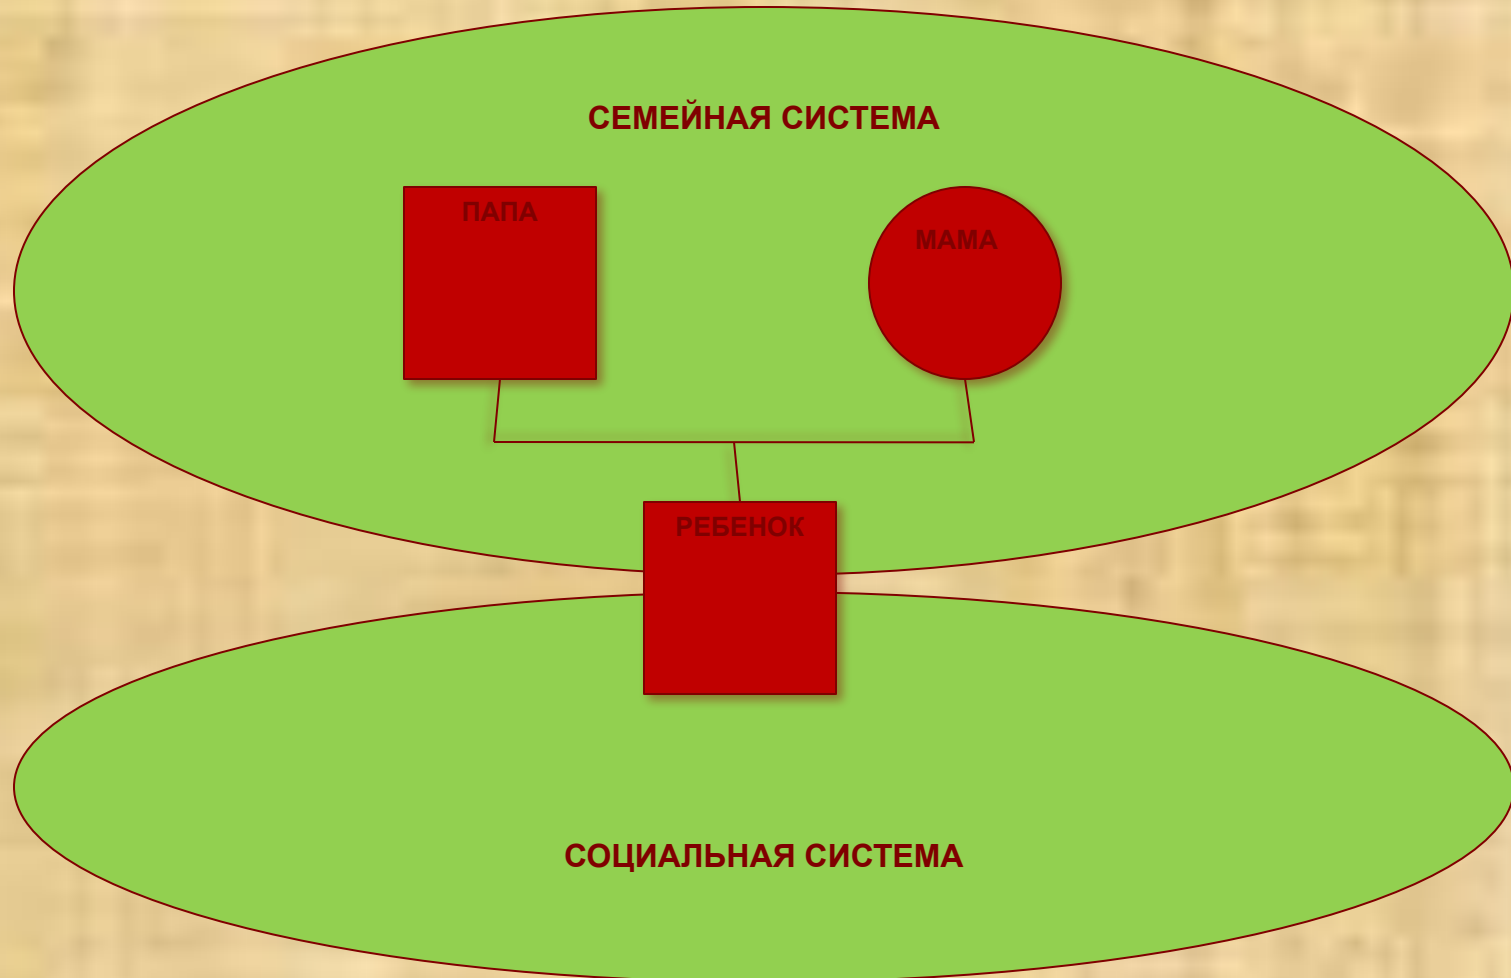 СЕМЕЙНАЯ СИСТЕМА
ПАПА
МАМА
РЕБЕНОК
СОЦИАЛЬНАЯ СИСТЕМА